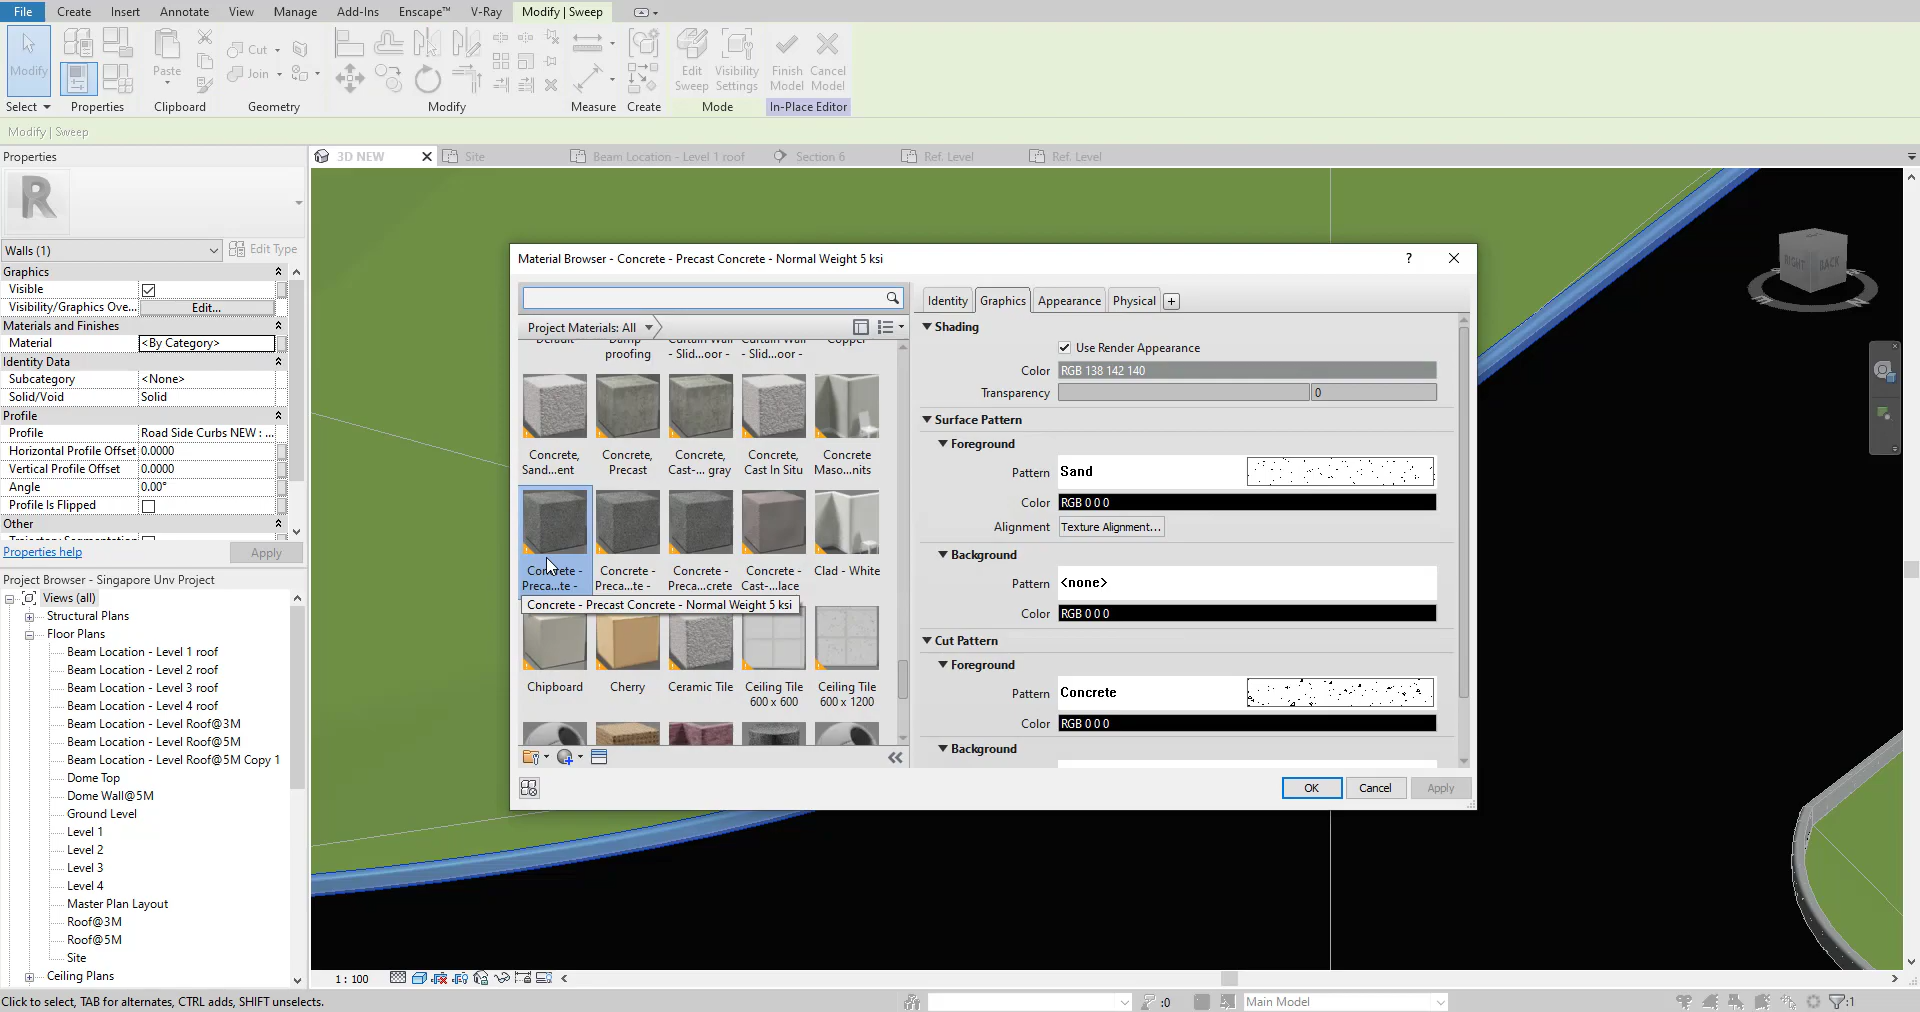 File Create Insert Annotate View Manage Add-Ins Enscape™ V-Ray Modify | Sweep
Modify Paste Cut Join Edit Sweep Visibility Settings Finish Model Cancel Model
Select Properties Clipboard Geometry Modify Measure Create Mode In-Place Editor
Modify | Sweep
Properties
3D NEW Site Beam Location - Level 1 roof Section 6 Ref. Level Ref. Level
R
Walls (1) Edit Type
Graphics
Visible
Visibility/Graphics Ove... Edit...
Materials and Finishes
Material <By Category>
Identity Data
Subcategory <None>
Solid/Void Solid
Profile
Profile Road Side Curbs NEW : ...
Horizontal Profile Offset 0.0000
Vertical Profile Offset 0.0000
Angle 0.00°
Profile Is Flipped
Other
Properties help Apply
Project Browser - Singapore Unv Project
Views (all)
Structural Plans
Floor Plans
Beam Location - Level 1 roof
Beam Location - Level 2 roof
Beam Location - Level 3 roof
Beam Location - Level 4 roof
Beam Location - Level Roof@3M
Beam Location - Level Roof@5M
Beam Location - Level Roof@5M Copy 1
Dome Top
Dome Wall@5M
Ground Level
Level 1
Level 2
Level 3
Level 4
Master Plan Layout
Roof@3M
Roof@5M
Site
Ceiling Plans
Material Browser - Concrete - Precast Concrete - Normal Weight 5 ksi
?
Project Materials: All
Default Damp proofing Curtain Wall - Slid...oor - Curtain Wall - Slid...oor - Copper
Concrete, Sand...ent Concrete, Precast Concrete, Cast-... gray Concrete, Cast In Situ Concrete Maso...nits
Concrete - Preca...te - Concrete - Preca...te - Concrete - Preca...crete Concrete - Cast-...lace Clad - White
Concrete - Precast Concrete - Normal Weight 5 ksi
Chipboard Cherry Ceramic Tile Ceiling Tile 600 x 600 Ceiling Tile 600 x 1200
Identity Graphics Appearance Physical +
Shading
Use Render Appearance
Color RGB 138 142 140
Transparency 0
Surface Pattern
Foreground
Pattern Sand
Color RGB 0 0 0
Alignment Texture Alignment...
Background
Pattern <none>
Color RGB 0 0 0
Cut Pattern
Foreground
Pattern Concrete
Color RGB 0 0 0
Background
OK Cancel Apply
RIGHT BACK
1 : 100
Click to select, TAB for alternates, CTRL adds, SHIFT unselects.
:0 Main Model :1